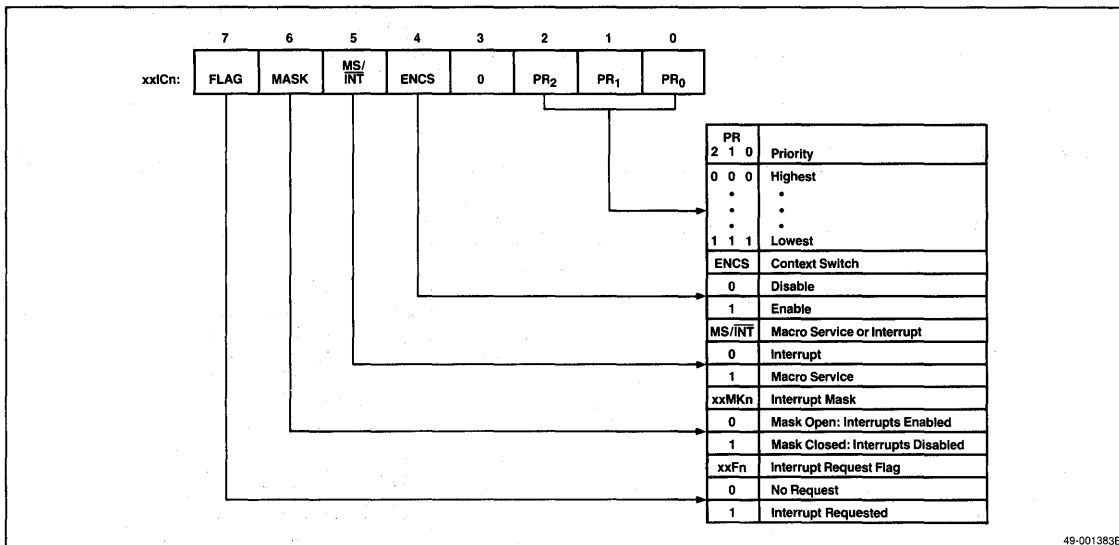 7 6 5 4 3 2 1 0
xxICn: FLAG MASK MS/INT ENCS 0 PR2 PR1 PR0
PR
2 1 0 Priority
0 0 0 Highest
• •
• •
• •
1 1 1 Lowest
ENCS Context Switch
0 Disable
1 Enable
MS/INT Macro Service or Interrupt
0 Interrupt
1 Macro Service
xxMKn Interrupt Mask
0 Mask Open: Interrupts Enabled
1 Mask Closed: Interrupts Disabled
xxFn Interrupt Request Flag
0 No Request
1 Interrupt Requested
49-001383B